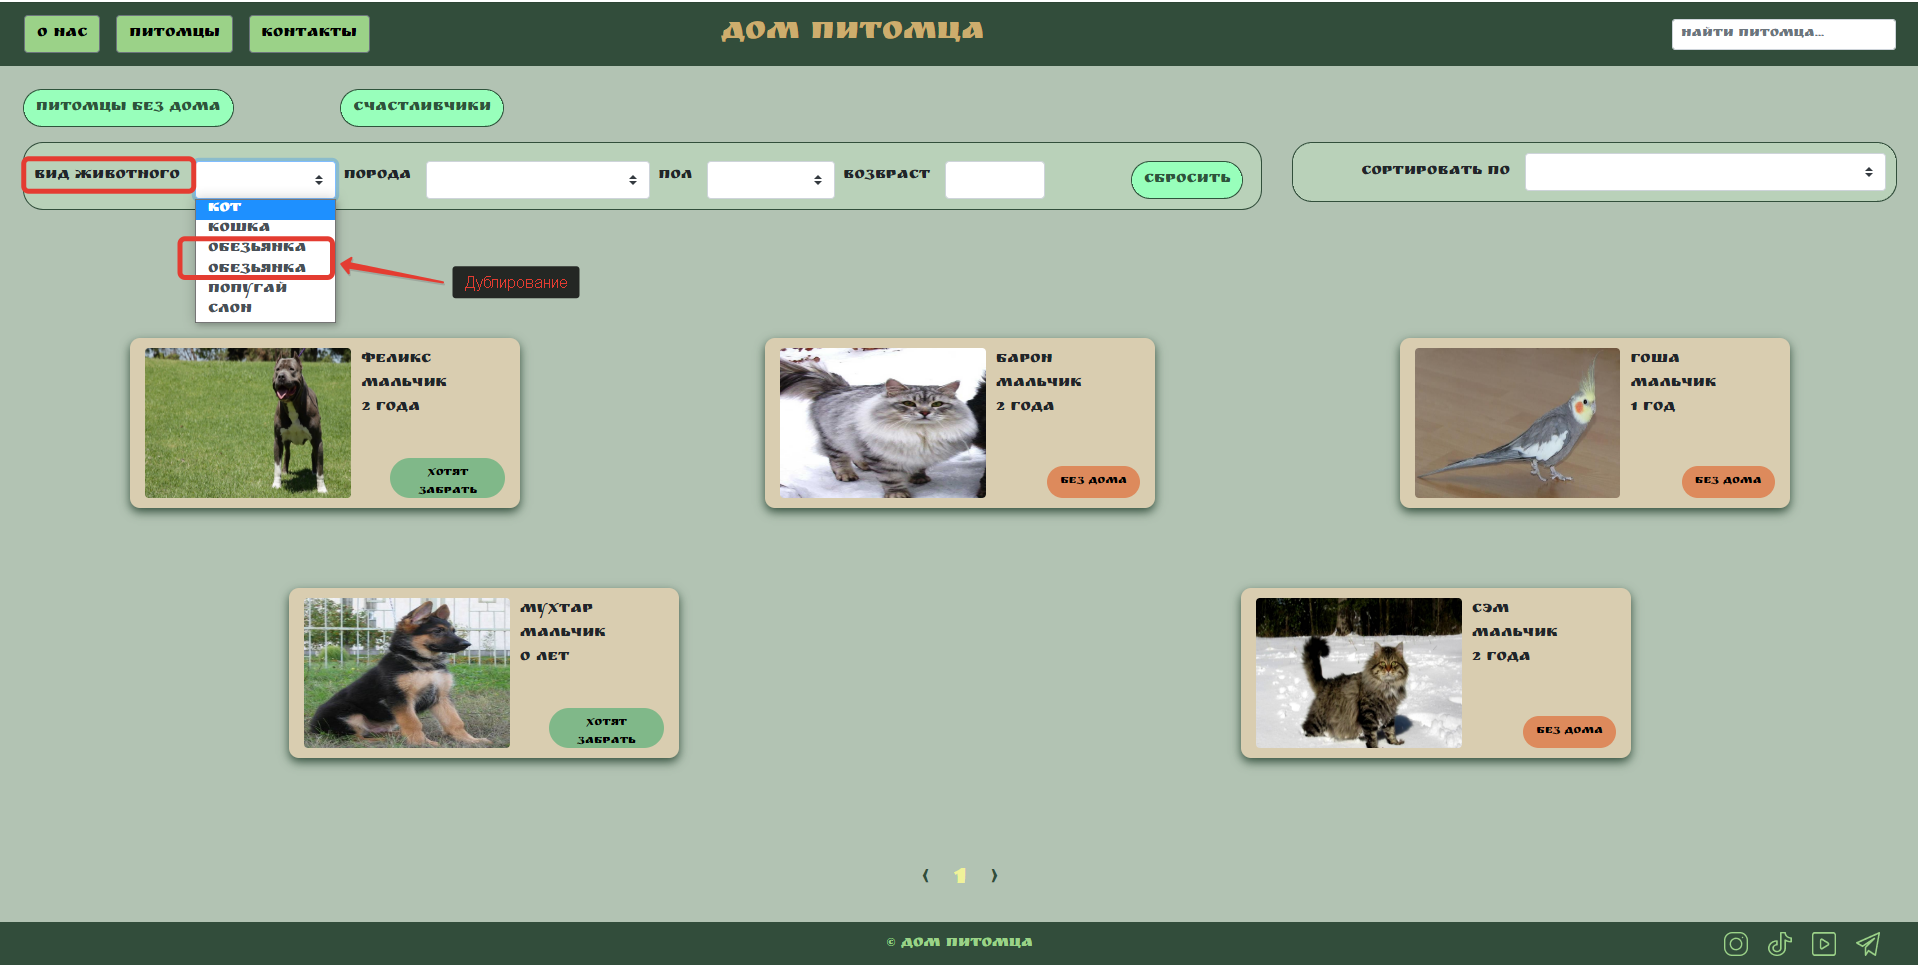 О НАС
ПИТОМЦЫ
КОНТАКТЫ
ДОМ ПИТОМЦА
НАЙТИ ПИТОМЦА...
ПИТОМЦЫ БЕЗ ДОМА
СЧАСТЛИВЧИКИ
ВИД ЖИВОТНОГО
ПОРОДА
ПОЛ
ВОЗВРАСТ
СБРОСИТЬ
СОРТИРОВАТЬ ПО
КОТ
КОШКА
ОБЕЗЬЯНКА
ОБЕЗЬЯНКА
ПОПУГАЙ
СЛОН
Дублирование
ФЕЛИКС
МАЛЬЧИК
2 ГОДА
ХОТЯТ
ЗАБРАТЬ
БАРОН
МАЛЬЧИК
2 ГОДА
БЕЗ ДОМА
ГОША
МАЛЬЧИК
1 ГОД
БЕЗ ДОМА
МУХТАР
МАЛЬЧИК
0 ЛЕТ
ХОТЯТ
ЗАБРАТЬ
СЭМ
МАЛЬЧИК
2 ГОДА
БЕЗ ДОМА
‹ 1 ›
© ДОМ ПИТОМЦА